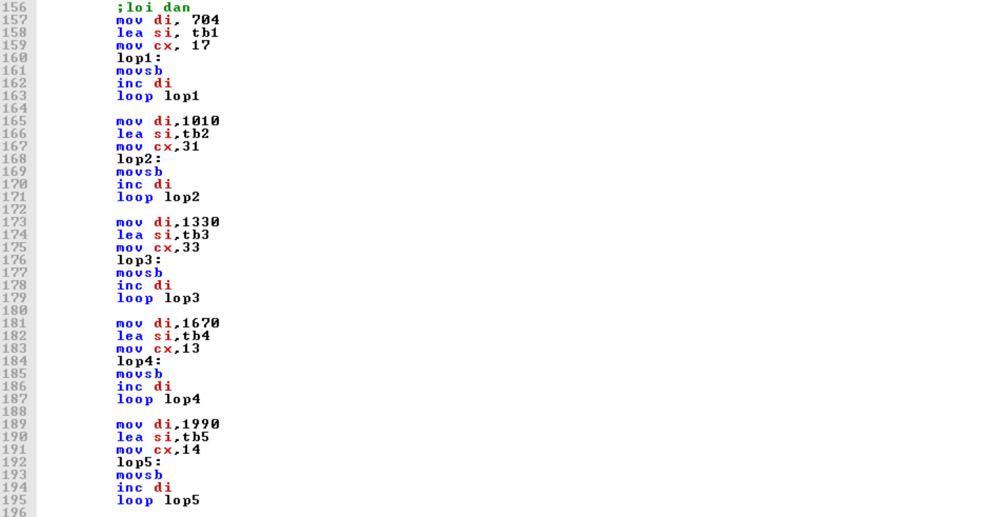 156 ;loi dan
157 mov di, 704
158 lea si, tb1
159 mov cx, 17
160 lop1:
161 movsb
162 inc di
163 loop lop1
164
165 mov di,1010
166 lea si,tb2
167 mov cx,31
168 lop2:
169 movsb
170 inc di
171 loop lop2
172
173 mov di,1330
174 lea si,tb3
175 mov cx,33
176 lop3:
177 movsb
178 inc di
179 loop lop3
180
181 mov di,1670
182 lea si,tb4
183 mov cx,13
184 lop4:
185 movsb
186 inc di
187 loop lop4
188
189 mov di,1990
190 lea si,tb5
191 mov cx,14
192 lop5:
193 movsb
194 inc di
195 loop lop5
196